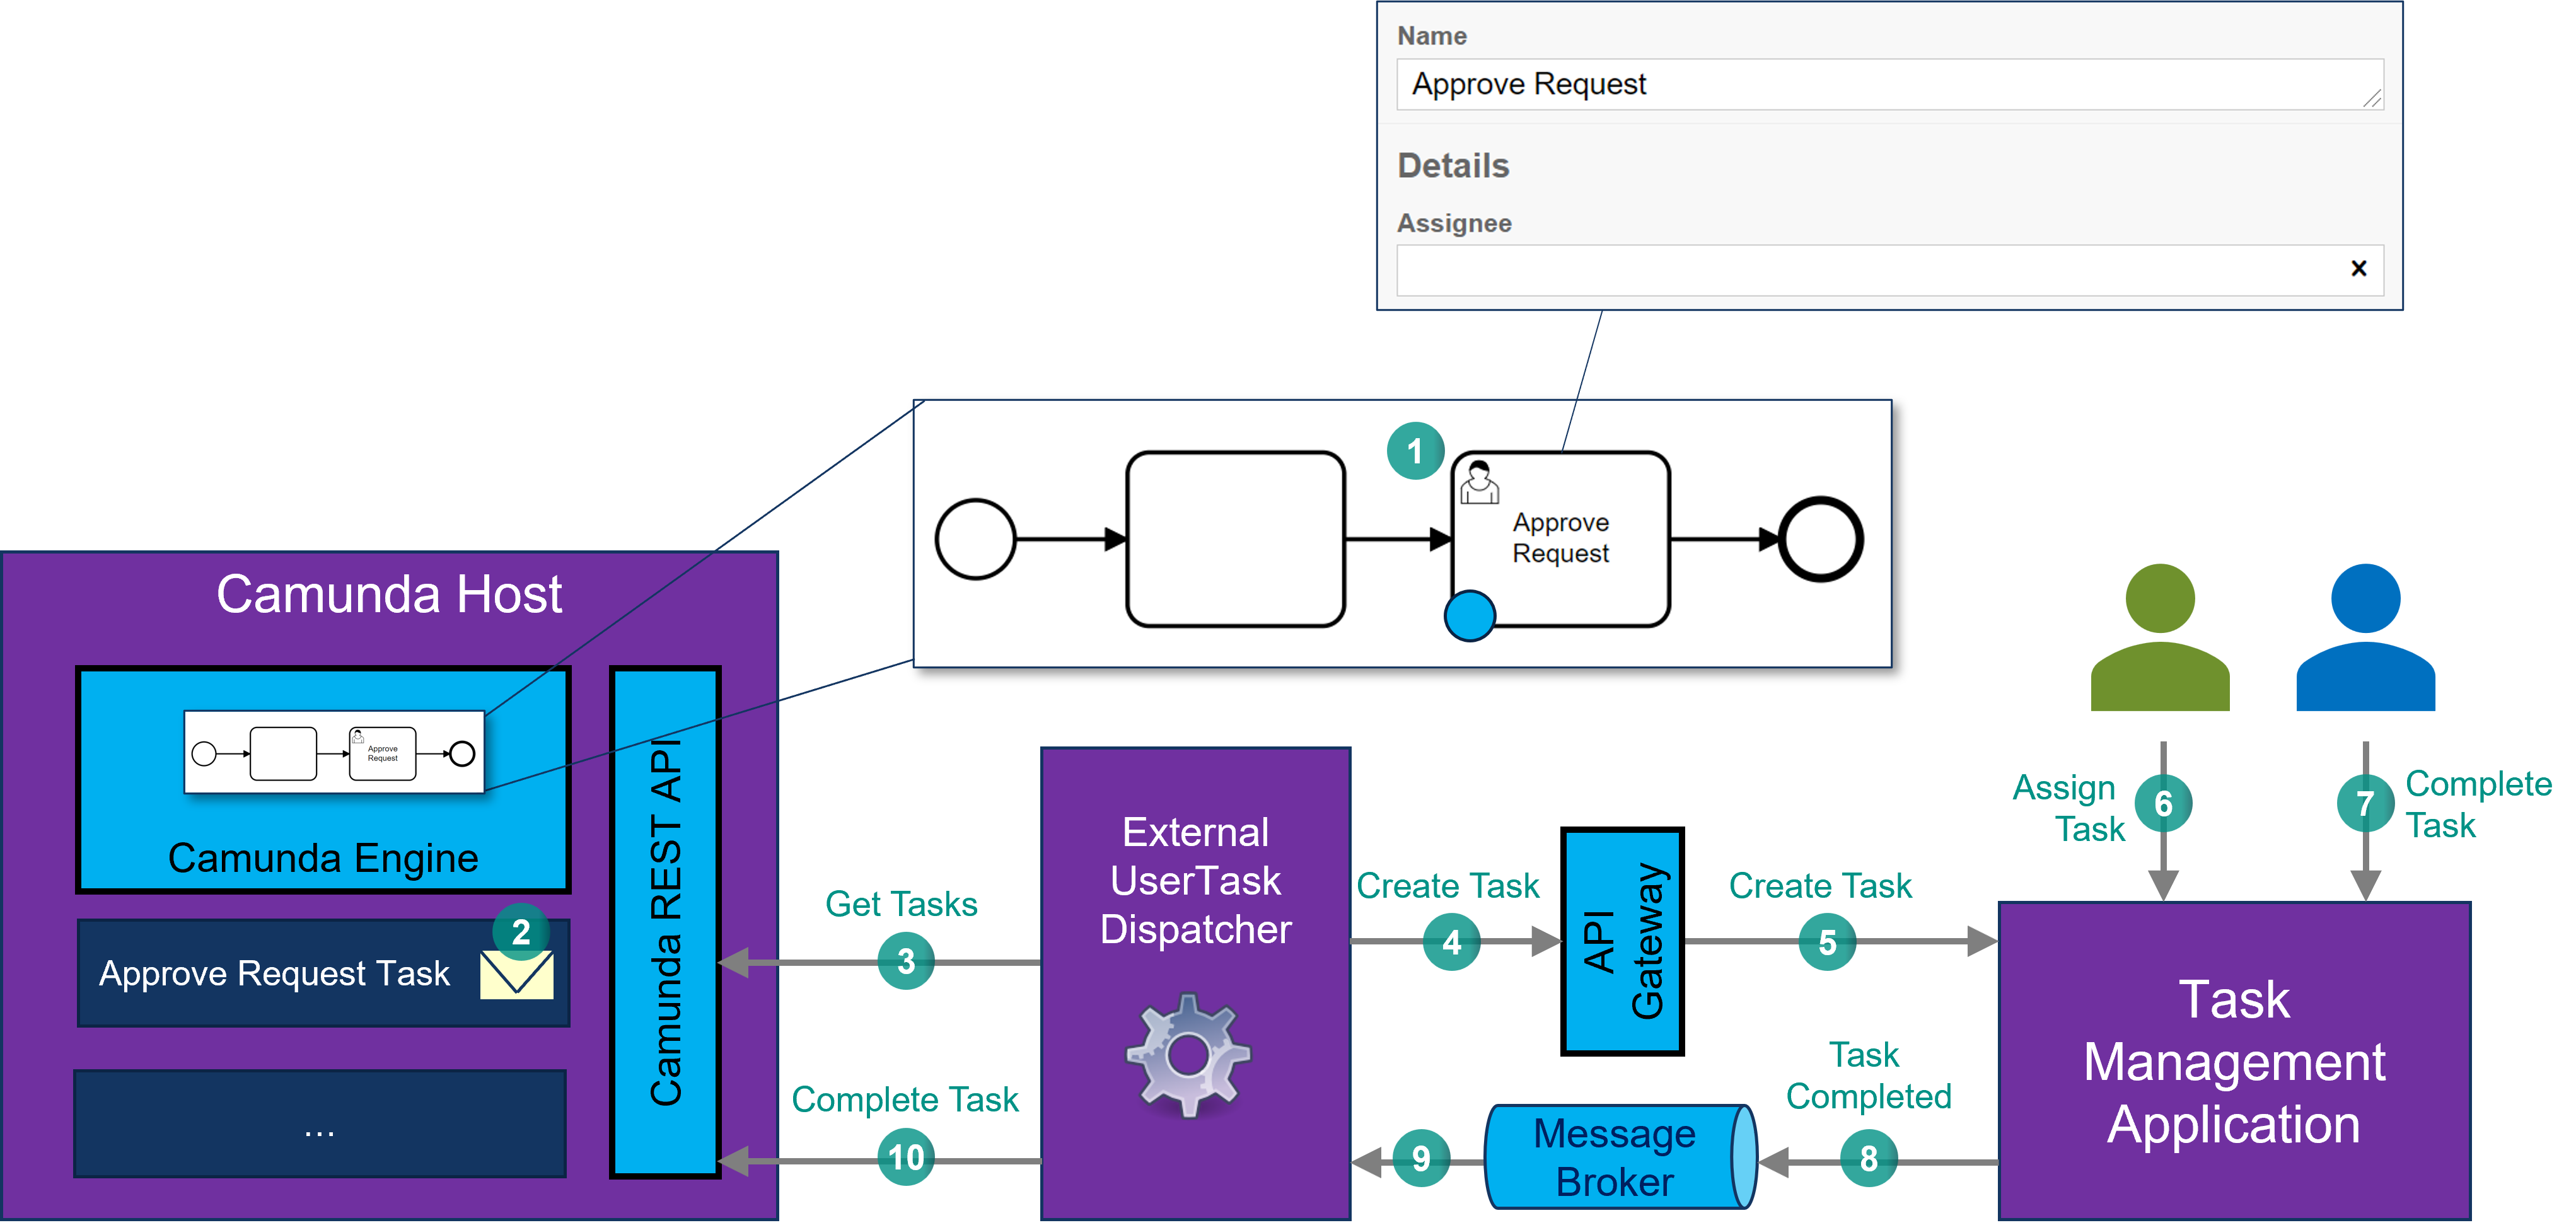 Name
Approve Request
Details
Assignee
×
1
Approve
Request
Camunda Host
Approve
Request
Camunda Engine
Camunda REST API
2
Approve Request Task
...
Get Tasks
3
Complete Task
10
External
UserTask
Dispatcher
Create Task
4
API
Gateway
Create Task
5
Assign
Task
6
7
Complete
Task
Task
Management
Application
Task
Completed
8
Message
Broker
9